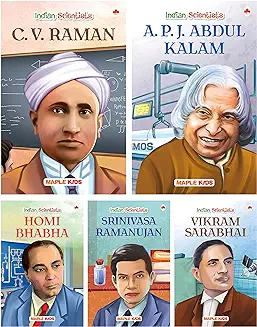 Indian Scientists
C. V. RAMAN
MAPLE KIDS
Indian Scientists
A. P. J. ABDUL
KALAM
MAPLE KIDS
Indian Scientists
HOMI
BHABHA
MAPLE KIDS
Indian Scientists
SRINIVASA
RAMANUJAN
MAPLE KIDS
Indian Scientists
VIKRAM
SARABHAI
MAPLE KIDS